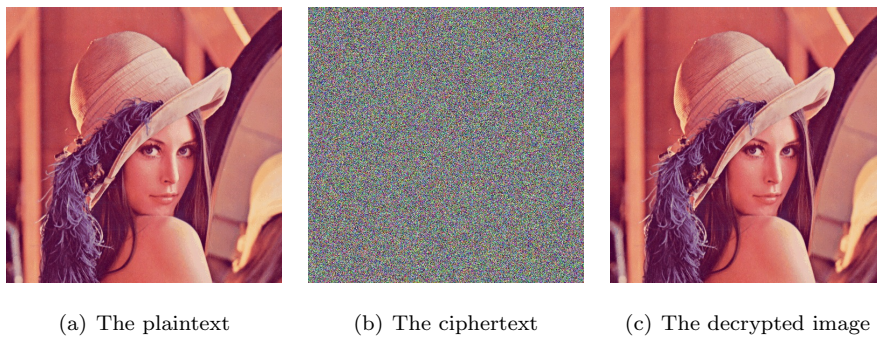 (a) The plaintext
(b) The ciphertext
(c) The decrypted image